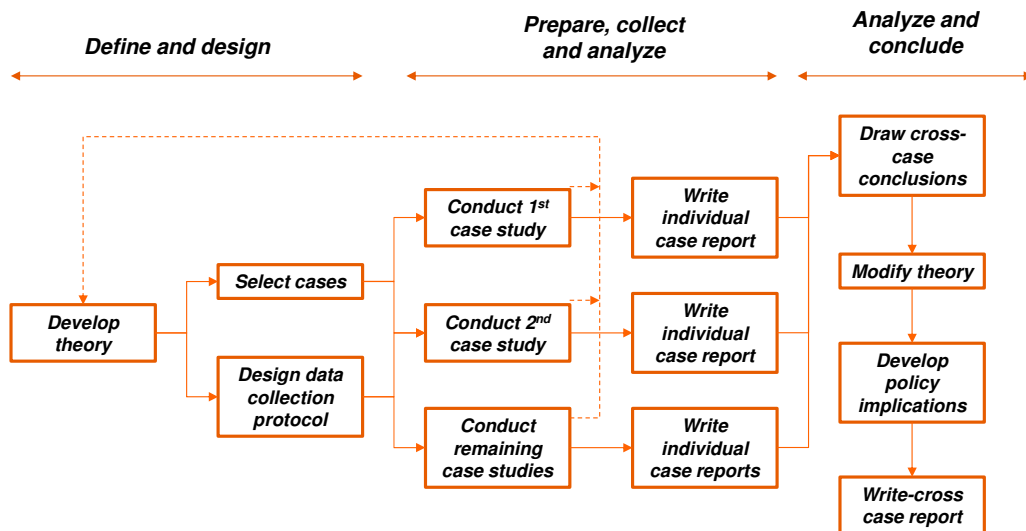 Define and design
Prepare, collect
and analyze
Analyze and
conclude
Develop
theory
Select cases
Design data
collection
protocol
Conduct 1st
case study
Conduct 2nd
case study
Conduct
remaining
case studies
Write
individual
case report
Write
individual
case report
Write
individual
case reports
Draw cross-
case
conclusions
Modify theory
Develop
policy
implications
Write-cross
case report